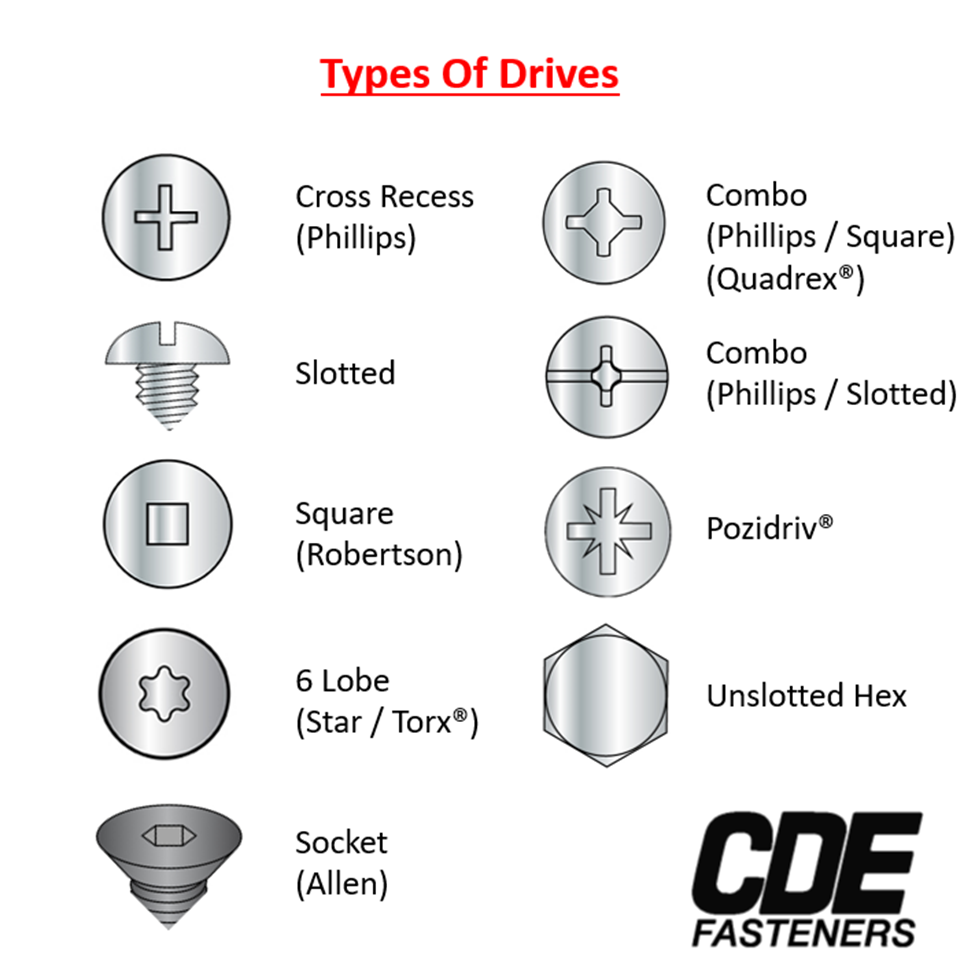 Types Of Drives
Cross Recess
(Phillips)
Slotted
Square
(Robertson)
6 Lobe
(Star / Torx®)
Socket
(Allen)
Combo
(Phillips / Square)
(Quadrex®)
Combo
(Phillips / Slotted)
Pozidriv®
Unslotted Hex
CDE
FASTENERS